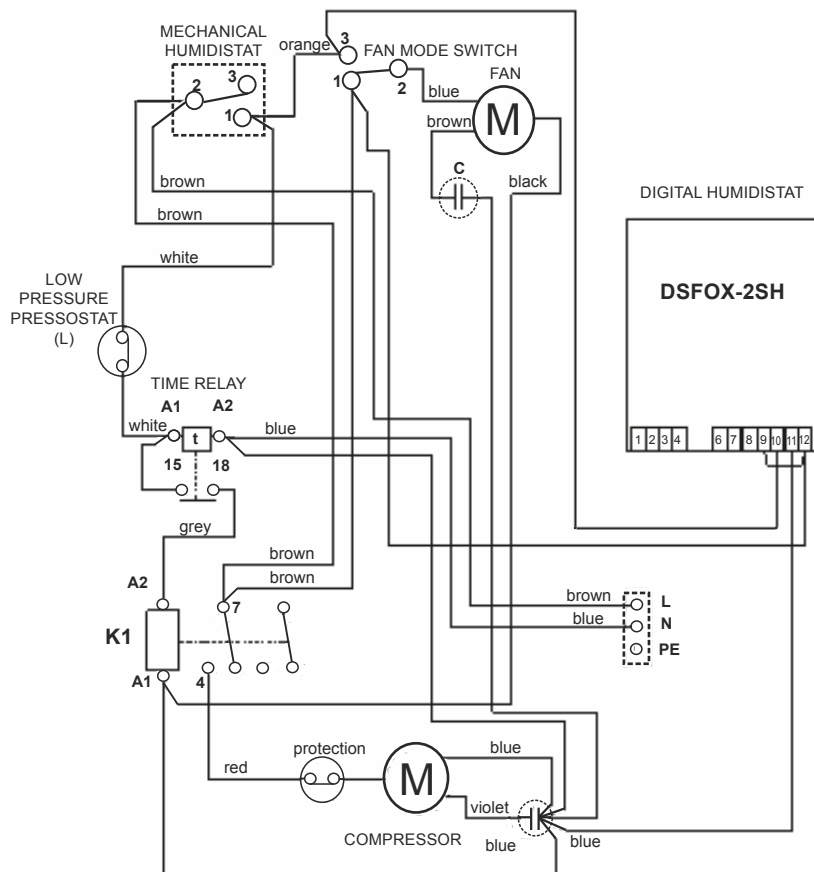 MECHANICAL
HUMIDISTAT
orange
3
FAN MODE SWITCH
1
2
blue
FAN
M
brown
C
black
2
3
1
brown
brown
white
DIGITAL HUMIDISTAT
DSFOX-2SH
1 2 3 4 6 7 8 9 10 11 12
LOW
PRESSURE
PRESSOSTAT
(L)
TIME RELAY
A1 A2
white
t
blue
15 18
grey
brown
brown
A2
7
K1
A1
4
brown
L
blue
N
PE
protection
red
M
blue
violet
COMPRESSOR
blue
blue